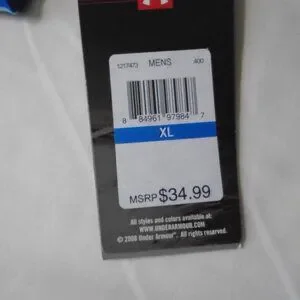 1217473 MENS 400
8 84961 97984 7
XL
MSRP $34.99
All styles and colors available at:
WWW.UNDERARMOUR.COM
© 2008 Under Armour®. All rights reserved.